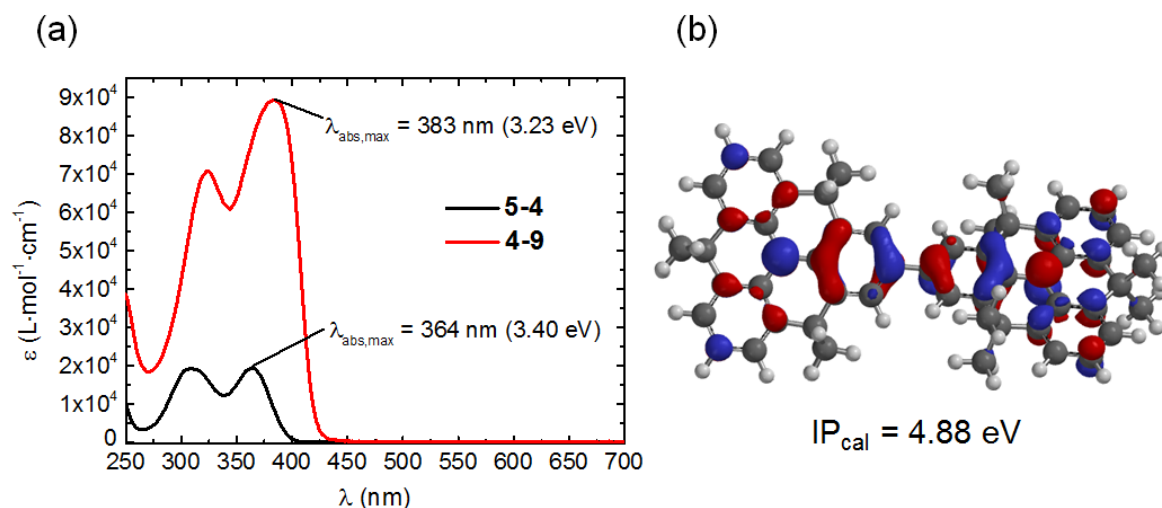 (a)
(b)
9x10⁴
8x10⁴
7x10⁴
6x10⁴
5x10⁴
4x10⁴
3x10⁴
2x10⁴
1x10⁴
0
ε (L-mol⁻¹·cm⁻¹)
λabs,max = 383 nm (3.23 eV)
5-4
4-9
λabs,max = 364 nm (3.40 eV)
250 300 350 400 450 500 550 600 650 700
λ (nm)
IPcal = 4.88 eV